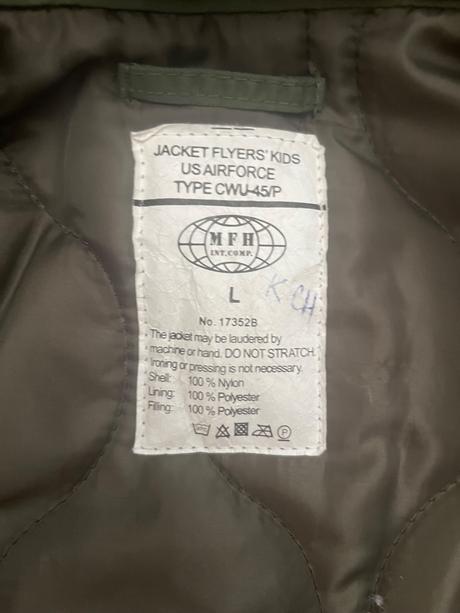 JACKET FLYERS' KIDS
US AIRFORCE
TYPE CWU-45/P
MFH
INT.COMP.
L
K CH
No. 17352B
The jacket may be laudered by
machine or hand. DO NOT STRETCH.
Ironing or pressing is not necessary.
Shell: 100 % Nylon
Lining: 100 % Polyester
Filling: 100 % Polyester
P